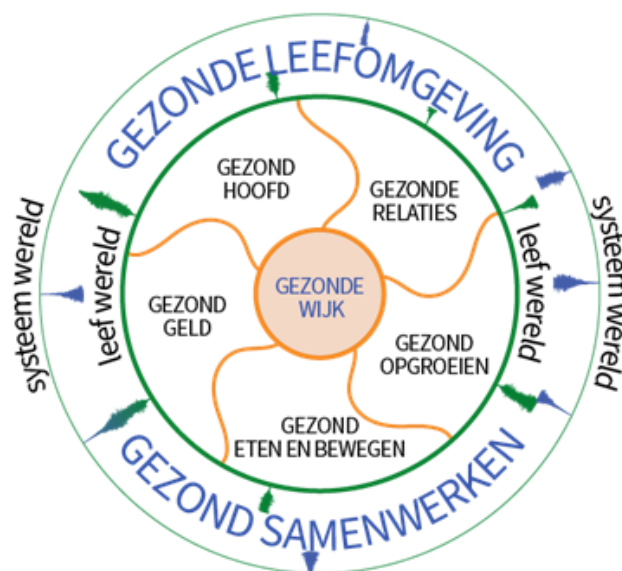 GEZONDE LEEFOMGEVING
GEZOND
HOOFD
GEZONDE
RELATIES
systeem wereld
leef wereld
GEZONDE
WIJK
leef wereld
systeem wereld
GEZOND
GELD
GEZOND
OPGROEIEN
GEZOND
ETEN EN BEWEGEN
GEZOND SAMENWERKEN